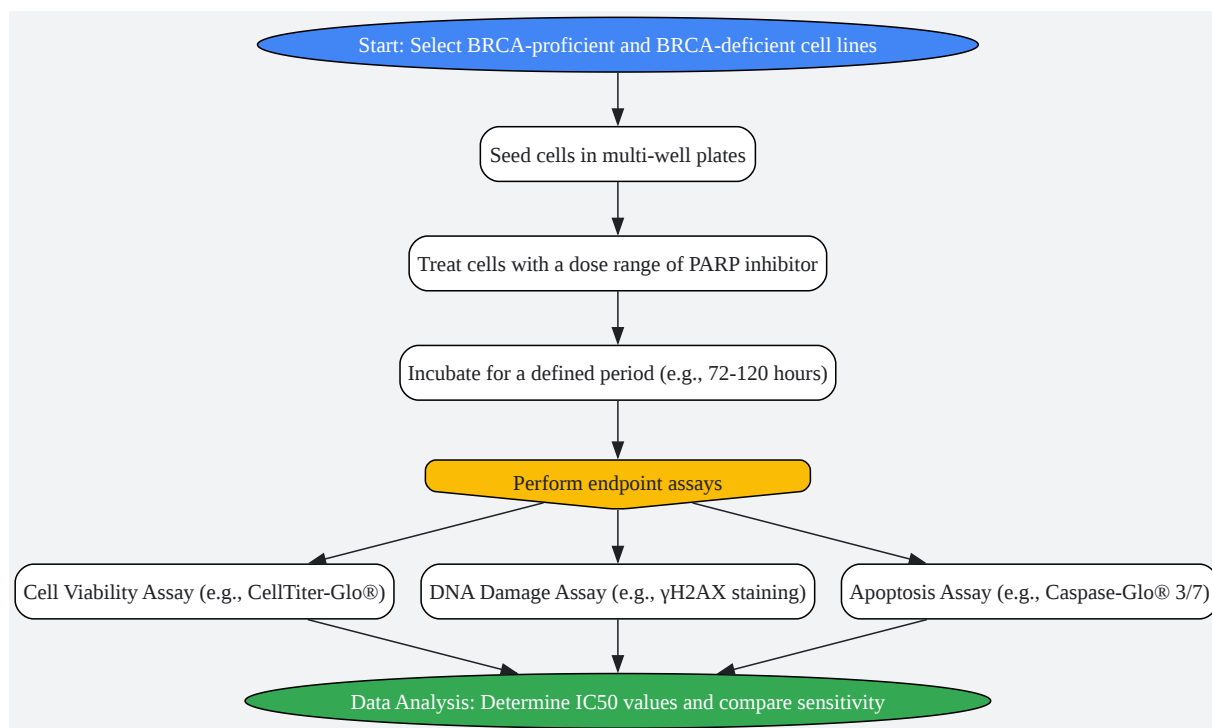 Start: Select BRCA-proficient and BRCA-deficient cell lines
Seed cells in multi-well plates
Treat cells with a dose range of PARP inhibitor
Incubate for a defined period (e.g., 72-120 hours)
Perform endpoint assays
Cell Viability Assay (e.g., CellTiter-Glo®)
DNA Damage Assay (e.g., γH2AX staining)
Apoptosis Assay (e.g., Caspase-Glo® 3/7)
Data Analysis: Determine IC50 values and compare sensitivity